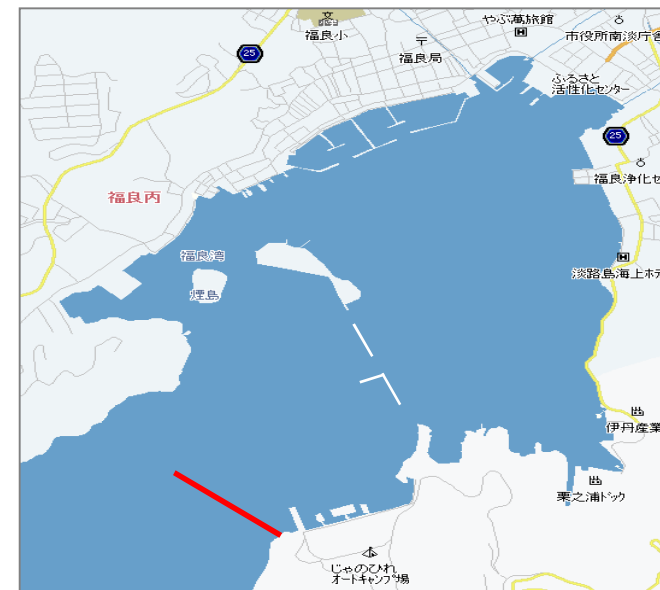 やぶ萬旅館
福良小
市役所南淡庁舎
25
福良局
ふるさと
活性化センター
25
福良浄化セ
福良丙
福良湾
淡路島海上ホテ
煙島
伊丹産業
栗之浦ドック
じゃのひれ
オートキャンプ場